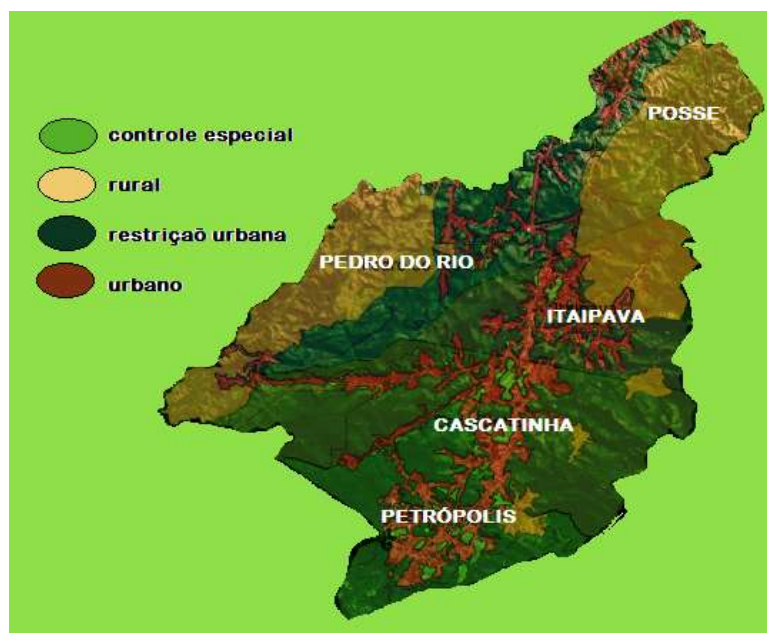 controle especial
rural
restriçaõ urbana
urbano
POSSE
PEDRO DO RIO
ITAIPAVA
CASCATINHA
PETRÓPOLIS